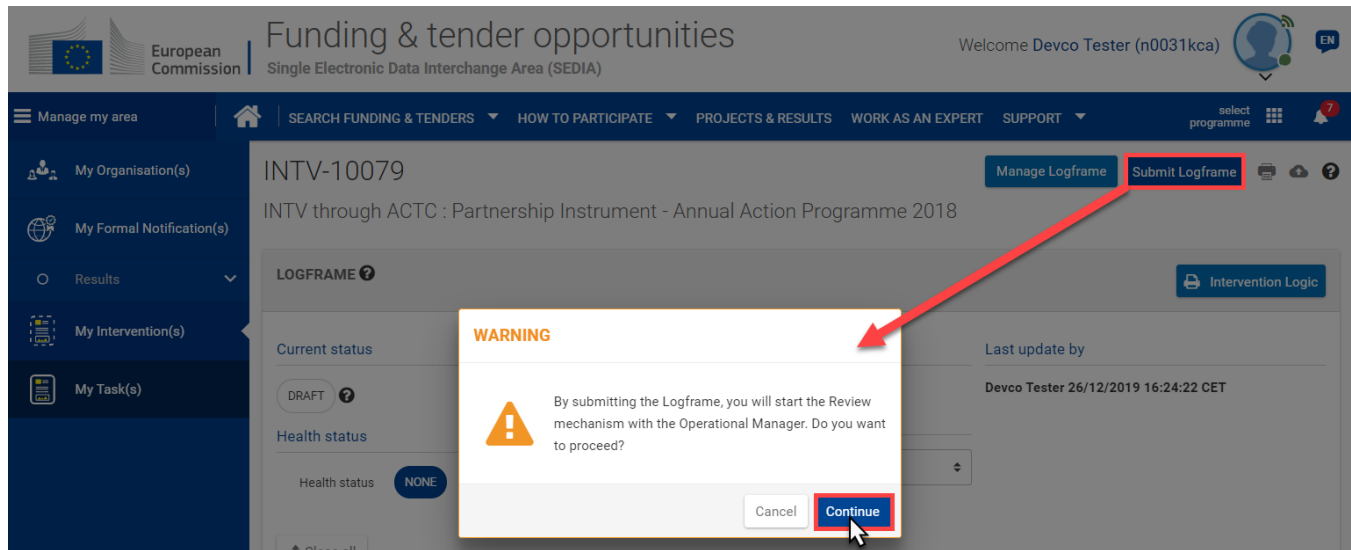 European
Commission
Funding & tender opportunities
Single Electronic Data Interchange Area (SEDIA)
Welcome Devco Tester (n0031kca)
EN
Manage my area
SEARCH FUNDING & TENDERS
HOW TO PARTICIPATE
PROJECTS & RESULTS
WORK AS AN EXPERT
SUPPORT
select
programme
7
My Organisation(s)
My Formal Notification(s)
Results
My Intervention(s)
My Task(s)
INTV-10079
Manage Logframe
Submit Logframe
?
INTV through ACTC : Partnership Instrument - Annual Action Programme 2018
LOGFRAME ?
Intervention Logic
Current status
DRAFT ?
Health status
Health status NONE
Last update by
Devco Tester 26/12/2019 16:24:22 CET
WARNING
By submitting the Logframe, you will start the Review
mechanism with the Operational Manager. Do you want
to proceed?
Cancel
Continue